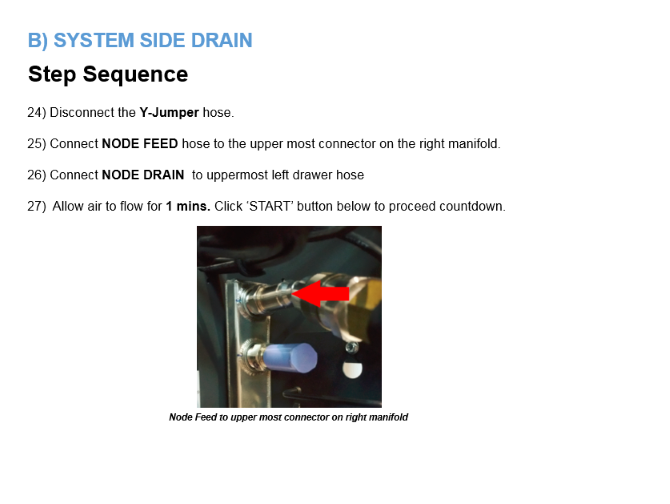 B) SYSTEM SIDE DRAIN
Step Sequence
24) Disconnect the Y-Jumper hose.
25) Connect NODE FEED hose to the upper most connector on the right manifold.
26) Connect NODE DRAIN  to uppermost left drawer hose
27)  Allow air to flow for 1 mins. Click ‘START’ button below to proceed countdown.
Node Feed to upper most connector on right manifold